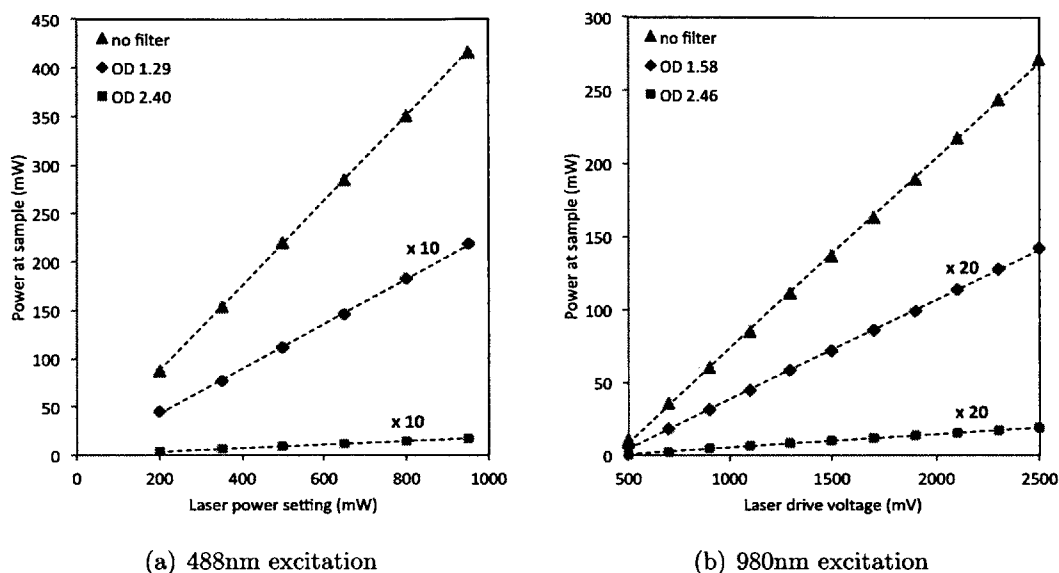 450
400
350
300
250
200
150
100
50
0
Power at sample (mW)
no filter
OD 1.29
OD 2.40
x 10
x 10
0 200 400 600 800 1000
Laser power setting (mW)
(a) 488nm excitation
300
250
200
150
100
50
0
Power at sample (mW)
no filter
OD 1.58
OD 2.46
x 20
x 20
500 1000 1500 2000 2500
Laser drive voltage (mV)
(b) 980nm excitation